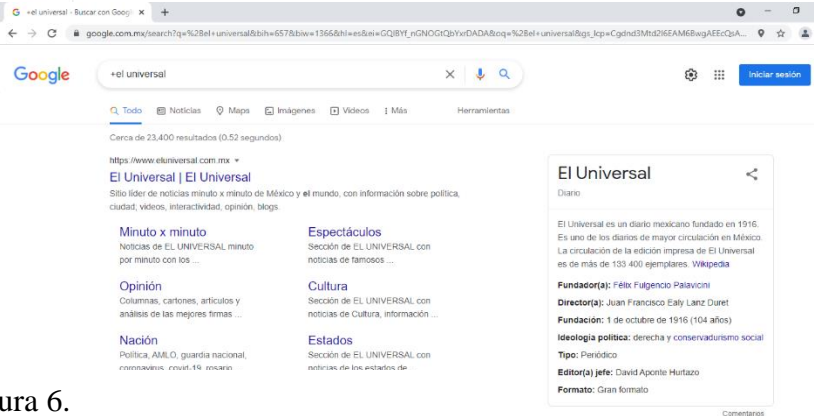 +el universal - Buscar con Googl
google.com.mx/search?q=%2Bel+universal&bih=657&biw=1366&hl=es&ei=
Google
+el universal
Iniciar sesión
Todo Noticias Maps Imágenes Videos Más Herramientas
Cerca de 23,400 resultados (0.52 segundos)
https://www.eluniversal.com.mx
El Universal | El Universal
Sitio líder de noticias minuto x minuto de México y el mundo, con información sobre política,
ciudad; videos, interactividad, opinión, blogs.
Minuto x minuto
Noticias de EL UNIVERSAL minuto
por minuto con los ...
Espectáculos
Sección de EL UNIVERSAL con
noticias de famosos ...
Opinión
Columnas, cartones, artículos y
análisis de las mejores firmas ...
Cultura
Sección de EL UNIVERSAL con
noticias de Cultura, información ...
Nación
Política, AMLO, guardia nacional,
coronavirus, covid-19, rosario
Estados
Sección de EL UNIVERSAL con
noticias de los estados de
El Universal
Diario
El Universal es un diario mexicano fundado en 1916.
Es uno de los diarios de mayor circulación en México.
La circulación de la edición impresa de El Universal
es de más de 133 400 ejemplares. Wikipedia
Fundador(a): Félix Fulgencio Palavicini
Director(a): Juan Francisco Ealy Lanz Duret
Fundación: 1 de octubre de 1916 (104 años)
Ideología política: derecha y conservadurismo social
Tipo: Periódico
Editor(a) jefe: David Aponte Hurtazo
Formato: Gran formato
Comentarios
ura 6.